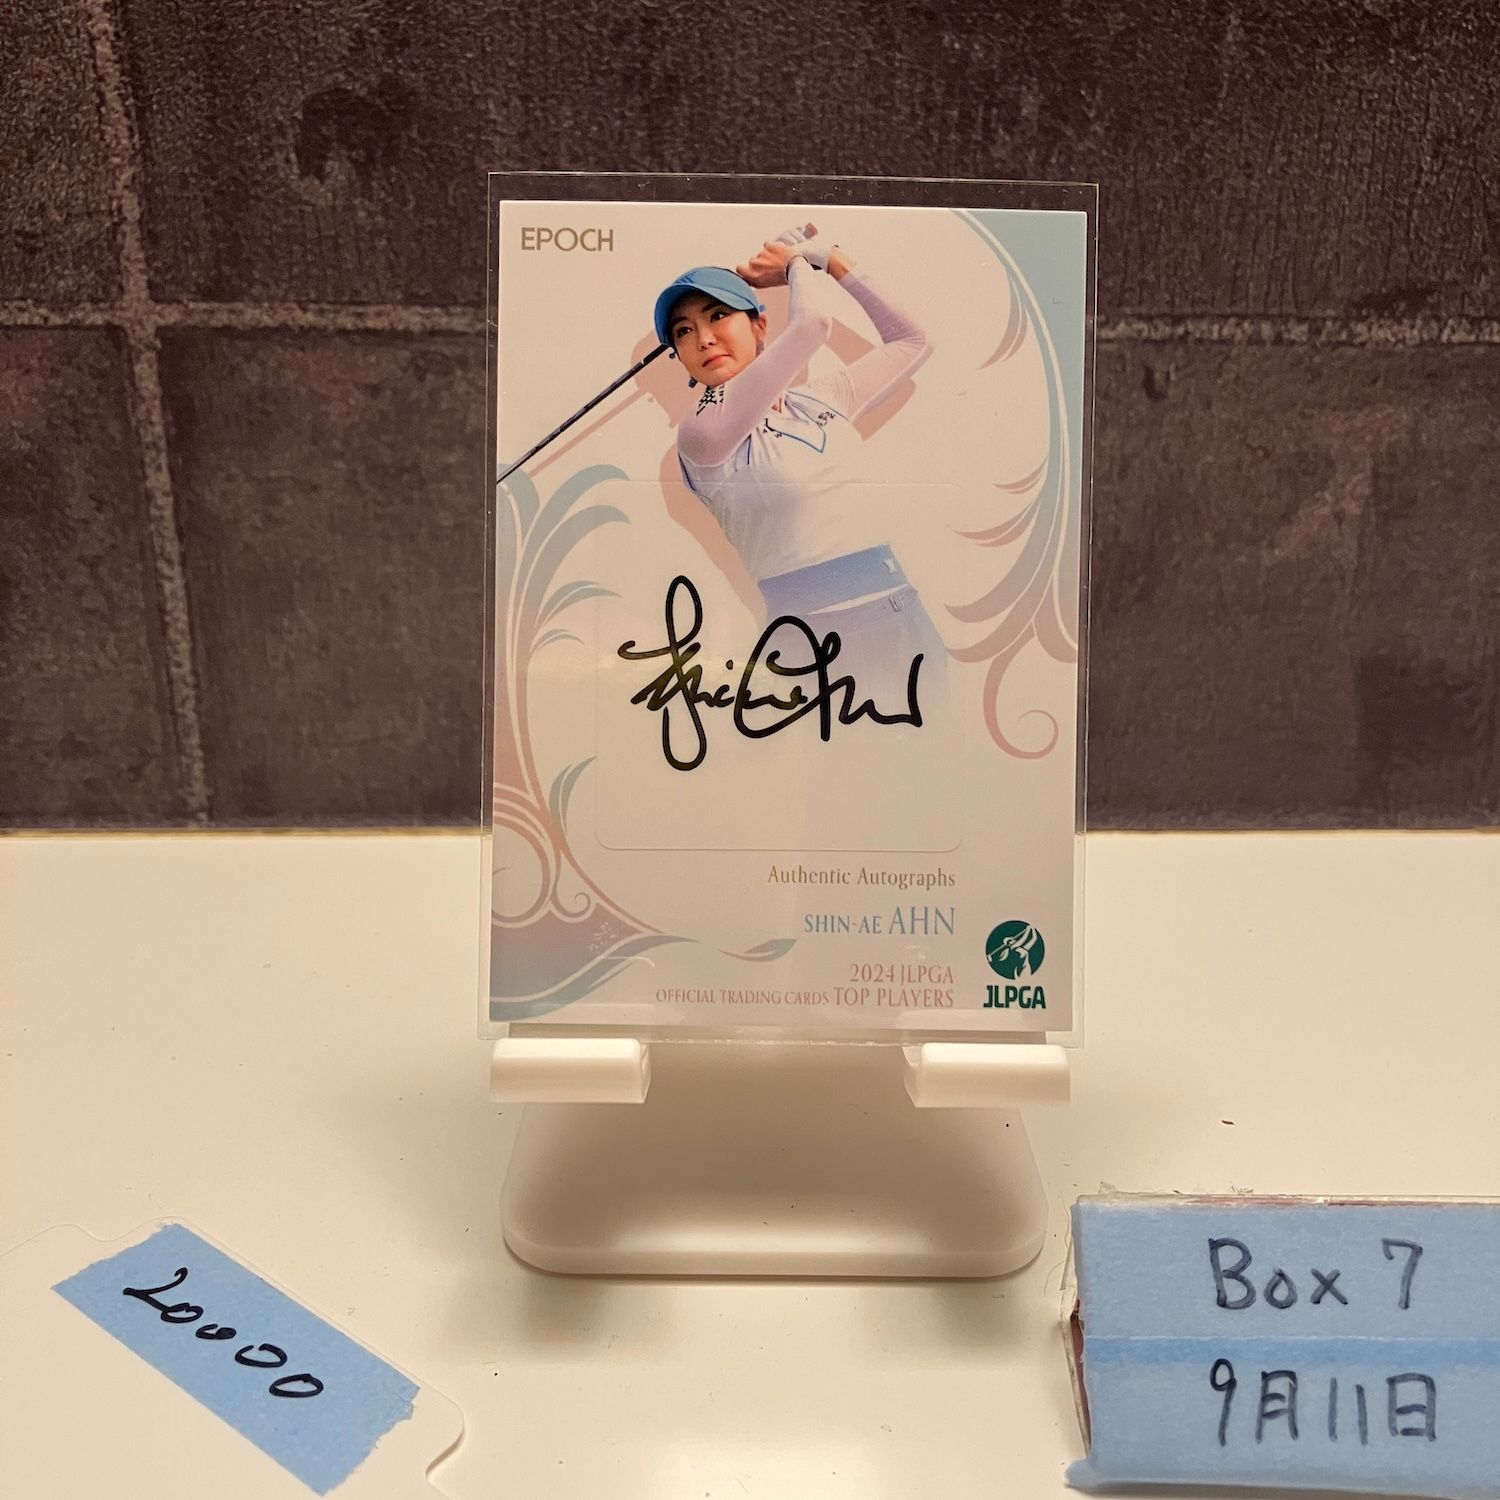 EPOCH
Authentic Autographs
SHIN-AE AHN
2024 JLPGA
OFFICIAL TRADING CARDS TOP PLAYERS
JLPGA
20000
Box 7
9月11日